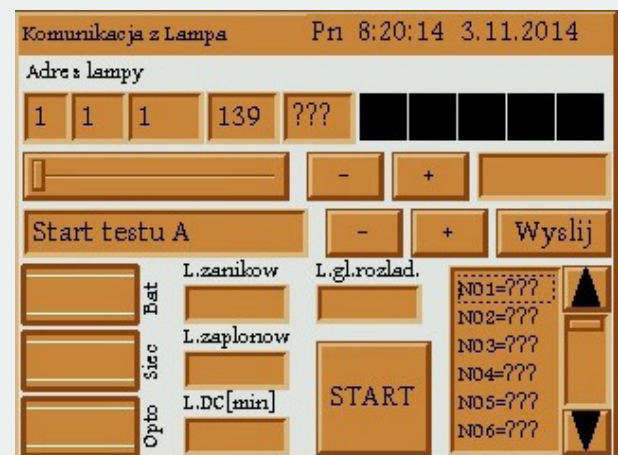 Komunikacja z Lampa Pn 8:20:14 3.11.2014
Adres lampy
1 1 1 139 ???
- +
Start testu A - + Wyslij
Bat
L.zanikow
L.gl.rozlad.
Siec
L.zaplonow
Opto
L.DC[min]
START
N01=???
N02=???
N03=???
N04=???
N05=???
N06=???